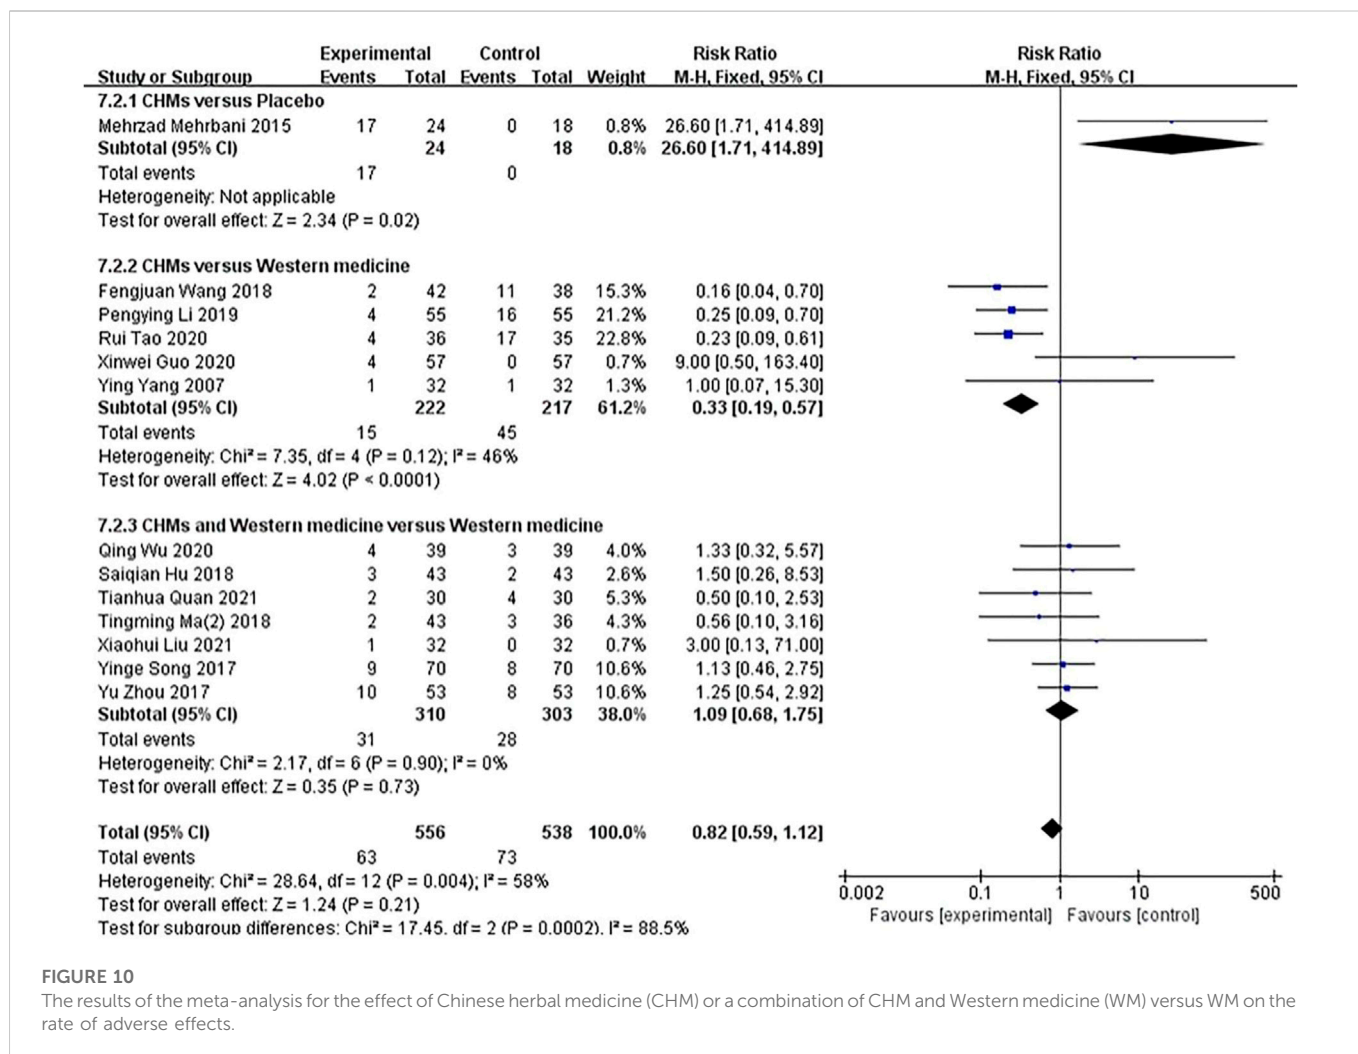 Experimental Control Risk Ratio Risk Ratio
Study or Subgroup Events Total Events Total Weight M-H, Fixed, 95% CI M-H, Fixed, 95% CI
7.2.1 CHMs versus Placebo
Mehrzad Mehrbani 2015 17 24 0 18 0.8% 26.60 [1.71, 414.89]
Subtotal (95% CI) 24 18 0.8% 26.60 [1.71, 414.89]
Total events 17 0
Heterogeneity: Not applicable
Test for overall effect: Z = 2.34 (P = 0.02)
7.2.2 CHMs versus Western medicine
Fengjuan Wang 2018 2 42 11 38 15.3% 0.16 [0.04, 0.70]
Pengying Li 2019 4 55 16 55 21.2% 0.25 [0.09, 0.70]
Rui Tao 2020 4 36 17 35 22.8% 0.23 [0.09, 0.61]
Xinwei Guo 2020 4 57 0 57 0.7% 9.00 [0.50, 163.40]
Ying Yang 2007 1 32 1 32 1.3% 1.00 [0.07, 15.30]
Subtotal (95% CI) 222 217 61.2% 0.33 [0.19, 0.57]
Total events 15 45
Heterogeneity: Chi² = 7.35, df = 4 (P = 0.12); I² = 46%
Test for overall effect: Z = 4.02 (P < 0.0001)
7.2.3 CHMs and Western medicine versus Western medicine
Qing Wu 2020 4 39 3 39 4.0% 1.33 [0.32, 5.57]
Saiqian Hu 2018 3 43 2 43 2.6% 1.50 [0.26, 8.53]
Tianhua Quan 2021 2 30 4 30 5.3% 0.50 [0.10, 2.53]
Tingming Ma(2) 2018 2 43 3 36 4.3% 0.56 [0.10, 3.16]
Xiaohui Liu 2021 1 32 0 32 0.7% 3.00 [0.13, 71.00]
Yinge Song 2017 9 70 8 70 10.6% 1.13 [0.46, 2.75]
Yu Zhou 2017 10 53 8 53 10.6% 1.25 [0.54, 2.92]
Subtotal (95% CI) 310 303 38.0% 1.09 [0.68, 1.75]
Total events 31 28
Heterogeneity: Chi² = 2.17, df = 6 (P = 0.90); I² = 0%
Test for overall effect: Z = 0.35 (P = 0.73)
Total (95% CI) 556 538 100.0% 0.82 [0.59, 1.12]
Total events 63 73
Heterogeneity: Chi² = 28.64, df = 12 (P = 0.004); I² = 58%
Test for overall effect: Z = 1.24 (P = 0.21)
Test for subgroup differences: Chi² = 17.45, df = 2 (P = 0.0002), I² = 88.5%
0.002 0.1 1 10 500
Favours [experimental] Favours [control]
FIGURE 10
The results of the meta-analysis for the effect of Chinese herbal medicine (CHM) or a combination of CHM and Western medicine (WM) versus WM on the
rate of adverse effects.